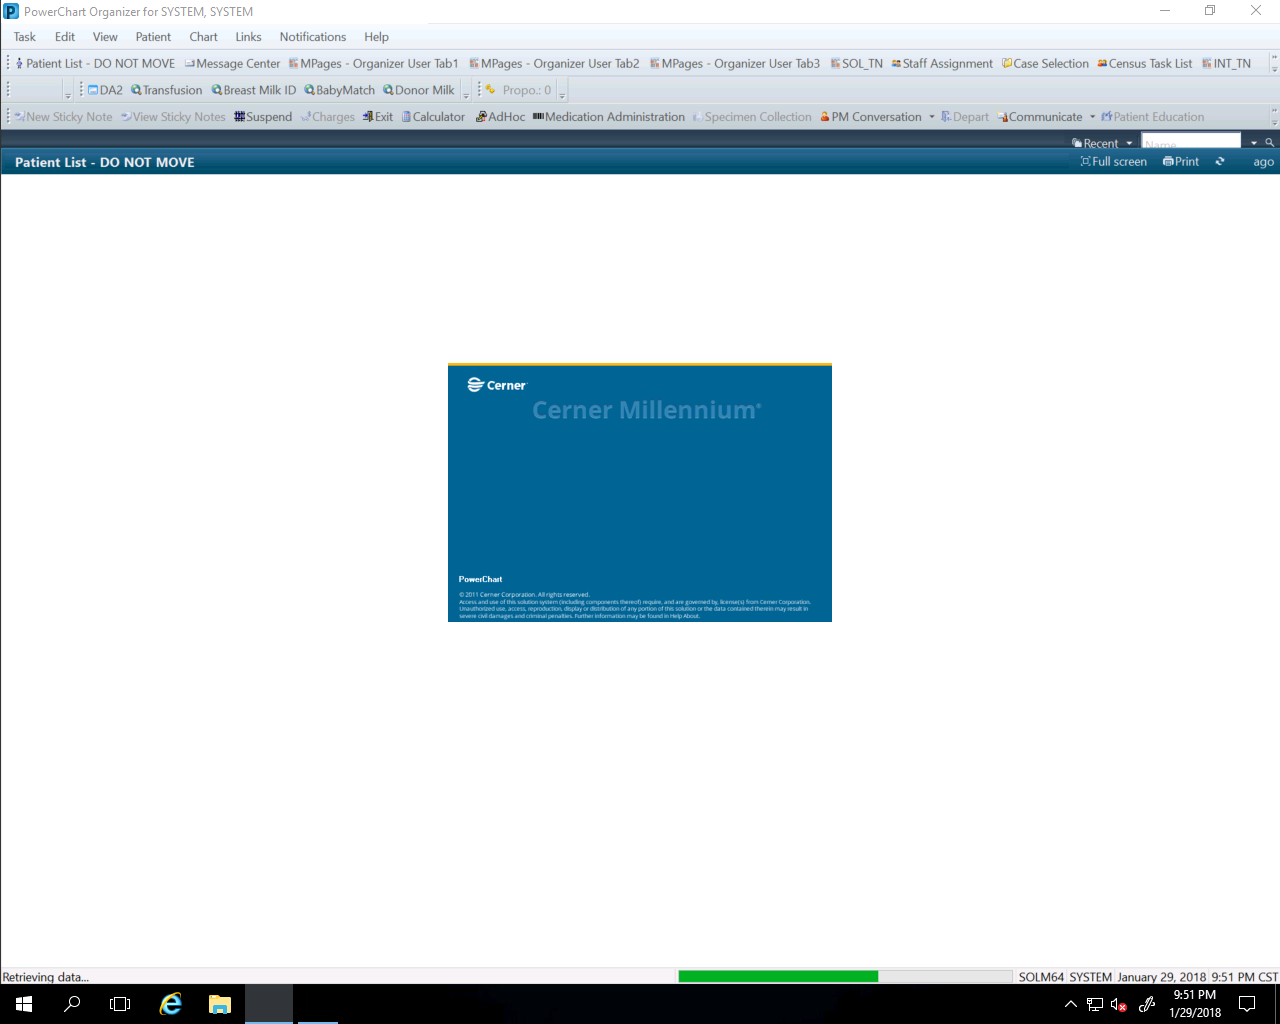 PowerChart Organizer for SYSTEM, SYSTEM
Task Edit View Patient Chart Links Notifications Help
Patient List - DO NOT MOVE Message Center MPages - Organizer User Tab1 MPages - Organizer User Tab2 MPages - Organizer User Tab3 SOL_TN Staff Assignment Case Selection Census Task List INT_TN
DA2 Transfusion Breast Milk ID BabyMatch Donor Milk Propo.: 0
New Sticky Note View Sticky Notes Suspend Charges Exit Calculator AdHoc Medication Administration Specimen Collection PM Conversation Depart Communicate Patient Education
Recent Name
Patient List - DO NOT MOVE Full screen Print ago
Cerner
Cerner Millennium®
PowerChart
© 2011 Cerner Corporation. All rights reserved.
Access and use of this solution system (including components thereof) require, and are governed by, license(s) from Cerner Corporation.
Unauthorized use, access, reproduction, display or distribution of any portion of this solution or the data contained therein may result in
severe civil damages and criminal penalties. Further information may be found in Help About.
Retrieving data... SOLM64 SYSTEM January 29, 2018 9:51 PM CST
9:51 PM
1/29/2018